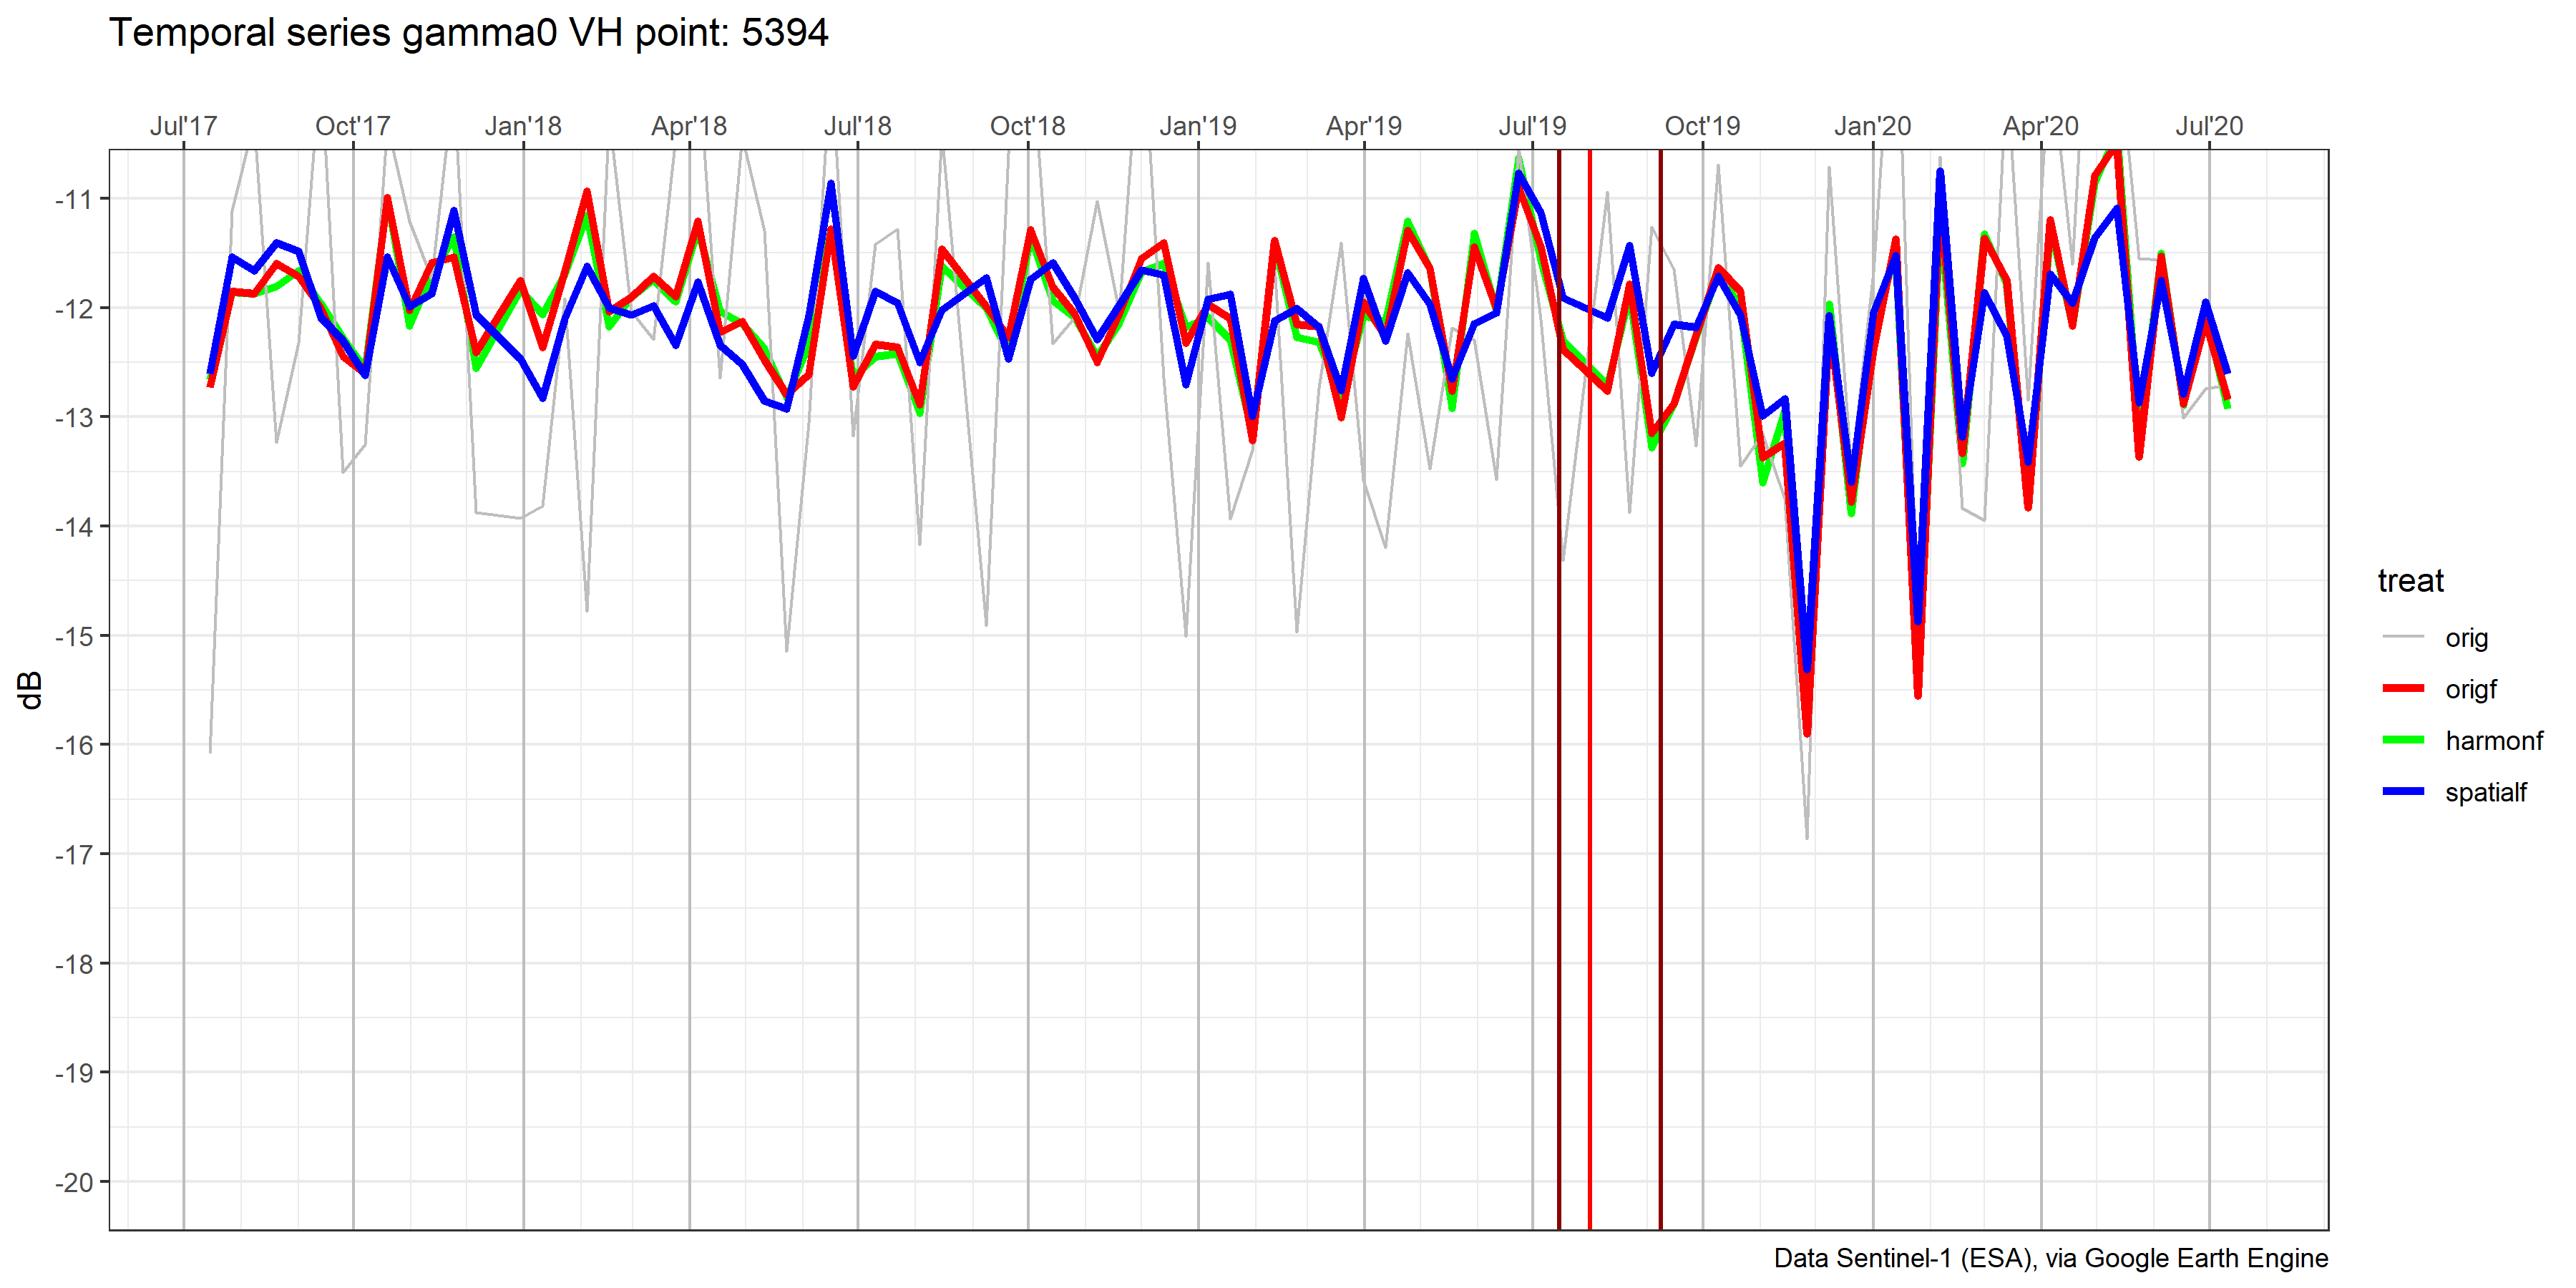 Temporal series gamma0 VH point: 5394
Jul'17 Oct'17 Jan'18 Apr'18 Jul'18 Oct'18 Jan'19 Apr'19 Jul'19 Oct'19 Jan'20 Apr'20 Jul'20
-11
-12
-13
-14
-15
-16
-17
-18
-19
-20
dB
treat
orig
origf
harmonf
spatialf
Data Sentinel-1 (ESA), via Google Earth Engine